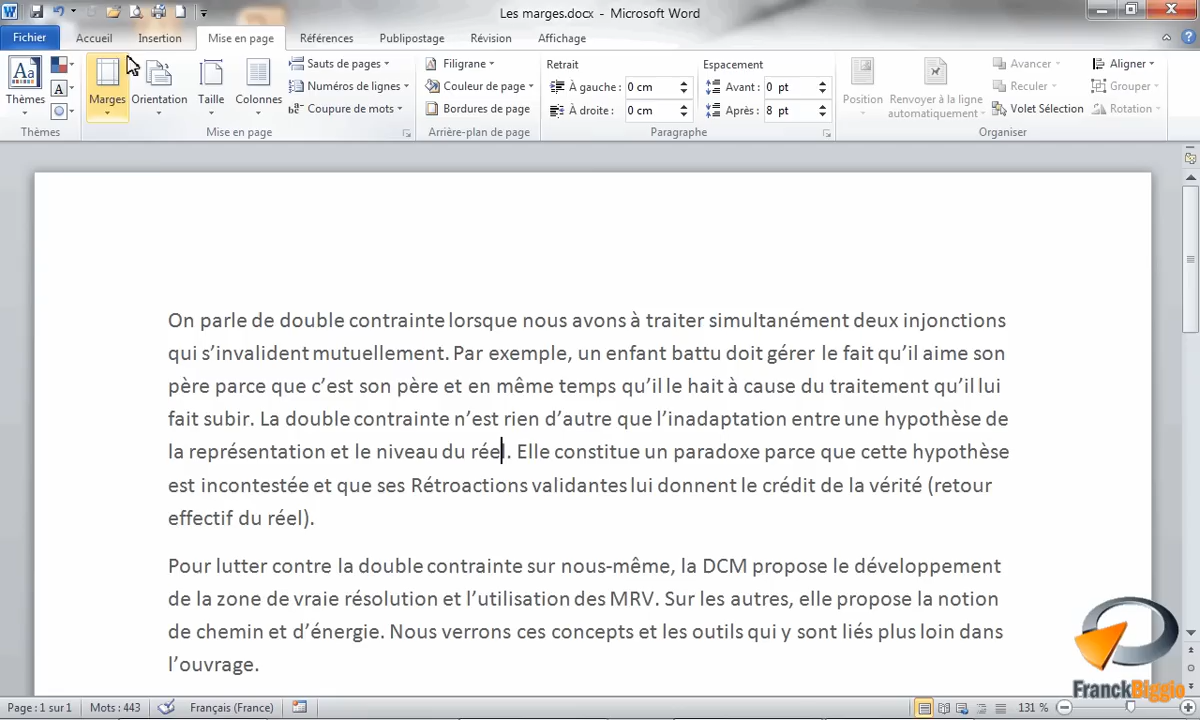 Les marges.docx - Microsoft Word
Fichier Accueil Insertion Mise en page Références Publipostage Révision Affichage
Thèmes Marges Orientation Taille Colonnes
Sauts de pages
Numéros de lignes
Coupure de mots
Filigrane
Couleur de page
Bordures de page
Retrait
À gauche : 0 cm
À droite : 0 cm
Espacement
Avant : 0 pt
Après : 8 pt
Position Renvoyer à la ligne automatiquement
Avancer
Reculer
Volet Sélection
Aligner
Grouper
Rotation
Thèmes Mise en page Arrière-plan de page Paragraphe Organiser
On parle de double contrainte lorsque nous avons à traiter simultanément deux injonctions
qui s’invalident mutuellement. Par exemple, un enfant battu doit gérer le fait qu’il aime son
père parce que c’est son père et en même temps qu’il le hait à cause du traitement qu’il lui
fait subir. La double contrainte n’est rien d’autre que l’inadaptation entre une hypothèse de
la représentation et le niveau du réel. Elle constitue un paradoxe parce que cette hypothèse
est incontestée et que ses Rétroactions validantes lui donnent le crédit de la vérité (retour
effectif du réel).
Pour lutter contre la double contrainte sur nous-même, la DCM propose le développement
de la zone de vraie résolution et l’utilisation des MRV. Sur les autres, elle propose la notion
de chemin et d’énergie. Nous verrons ces concepts et les outils qui y sont liés plus loin dans
l’ouvrage.
FranckBiggio
Page : 1 sur 1 Mots : 443 Français (France) 131 %